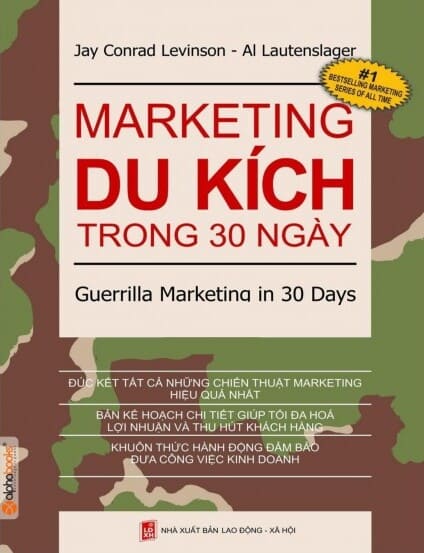 Jay Conrad Levinson - Al Lautenslager
#1
BESTSELLING MARKETING
SERIES OF ALL TIME
MARKETING
DU KÍCH
TRONG 30 NGÀY
Guerrilla Marketing in 30 Days
ĐÚC KẾT TẤT CẢ NHỮNG CHIẾN THUẬT MARKETING
HIỆU QUẢ NHẤT
BẢN KẾ HOẠCH CHI TIẾT GIÚP TỐI ĐA HOÁ
LỢI NHUẬN VÀ THU HÚT KHÁCH HÀNG
KHUÔN THỨC HÀNH ĐỘNG ĐẢM BẢO
ĐƯA CÔNG VIỆC KINH DOANH
alphabooks
LĐ
XH
NHÀ XUẤT BẢN LAO ĐỘNG - XÃ HỘI